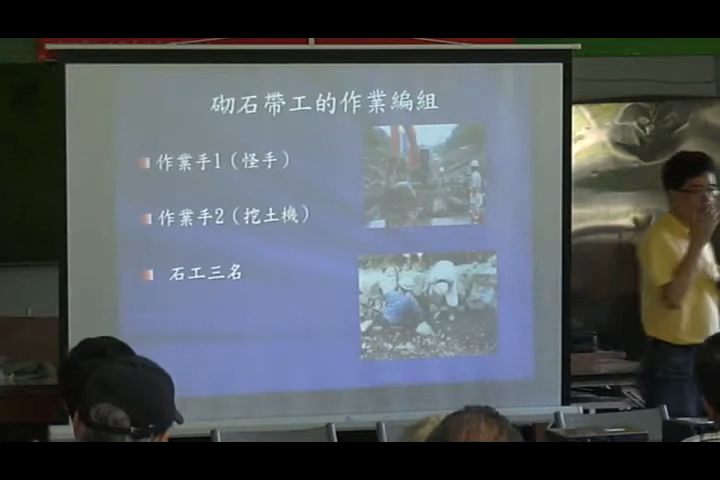 砌石帶工的作業編組
作業手1（怪手）
作業手2（挖土機）
石工三名